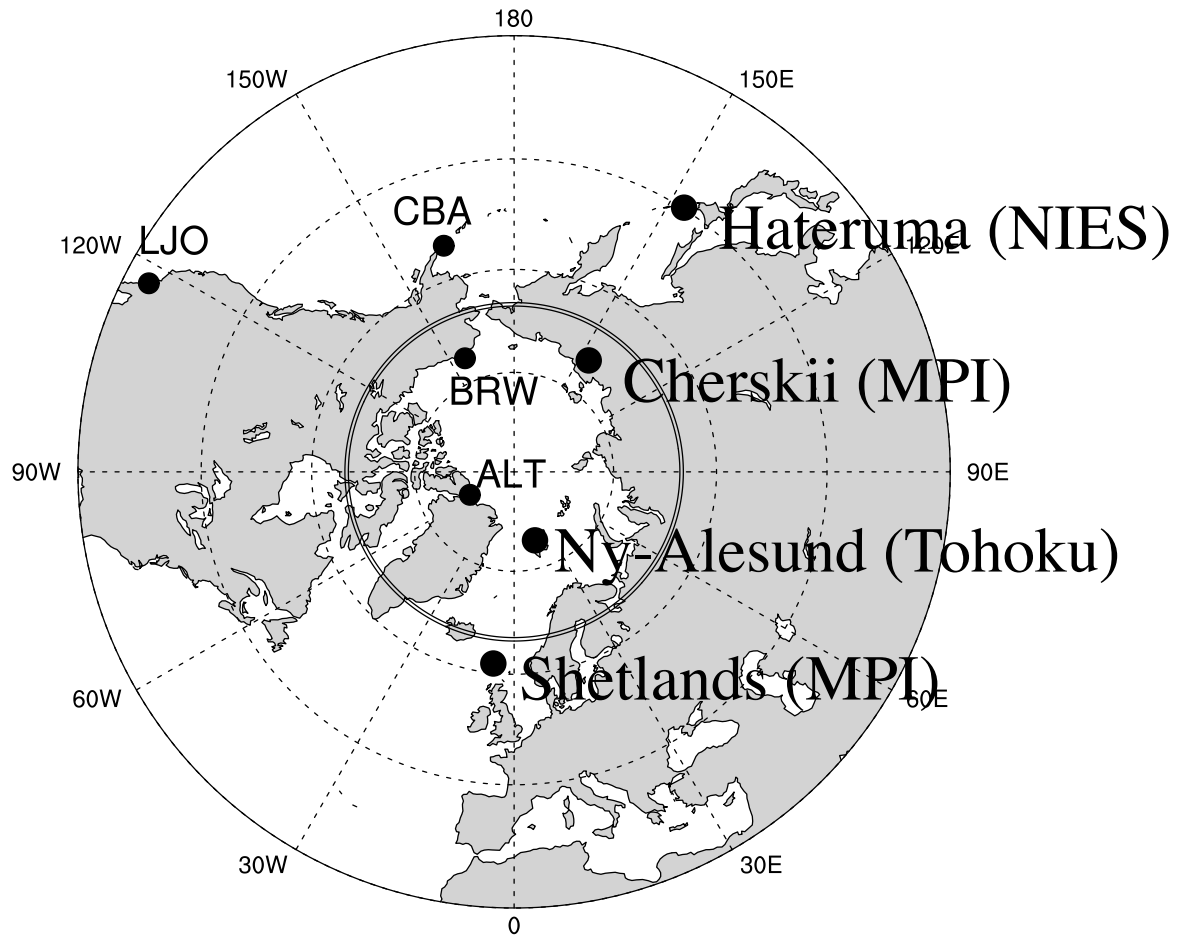 180
150W
150E
CBA
Hateruma (NIES)
120W
LJO
120E
BRW
Cherskii (MPI)
90W
ALT
90E
Ny-Alesund (Tohoku)
Shetlands (MPI)
60W
60E
30W
30E
0